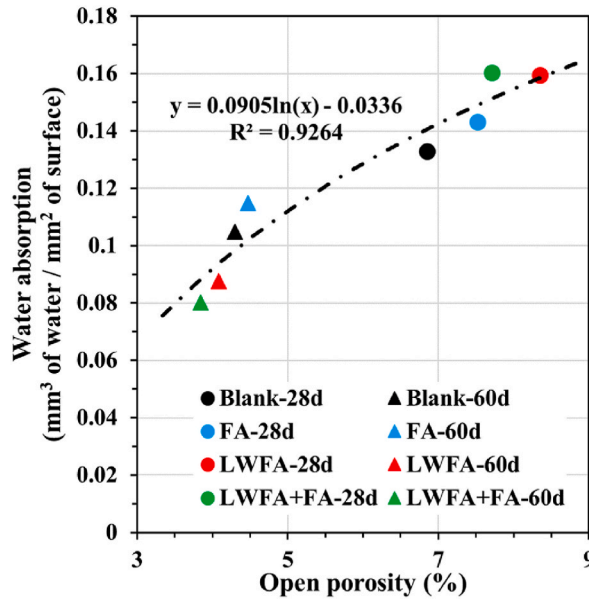 Water absorption
(mm³ of water / mm² of surface)
0.18
0.16
0.14
0.12
0.1
0.08
0.06
0.04
0.02
0
y = 0.0905ln(x) - 0.0336
R² = 0.9264
Blank-28d
Blank-60d
FA-28d
FA-60d
LWFA-28d
LWFA-60d
LWFA+FA-28d
LWFA+FA-60d
3
5
7
9
Open porosity (%)